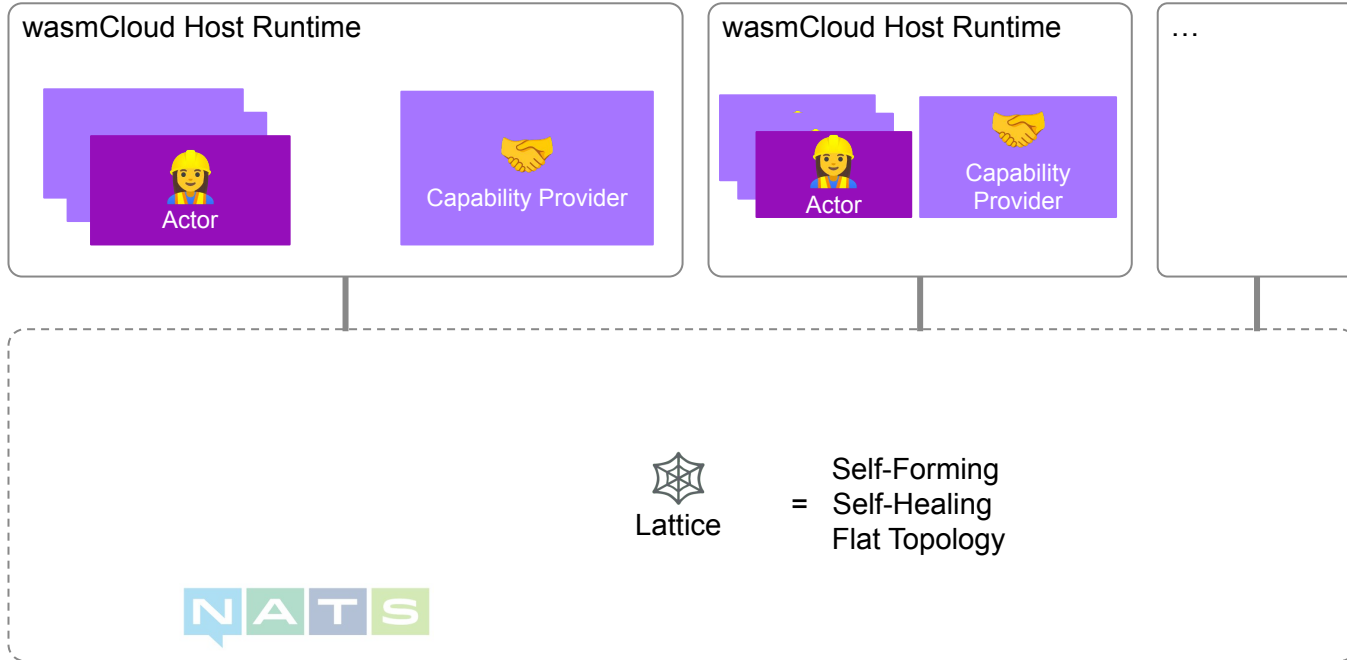 wasmCloud Host Runtime
Actor
Capability Provider
wasmCloud Host Runtime
Actor
Capability
Provider
…
Lattice
=
Self-Forming
Self-Healing
Flat Topology
NATS